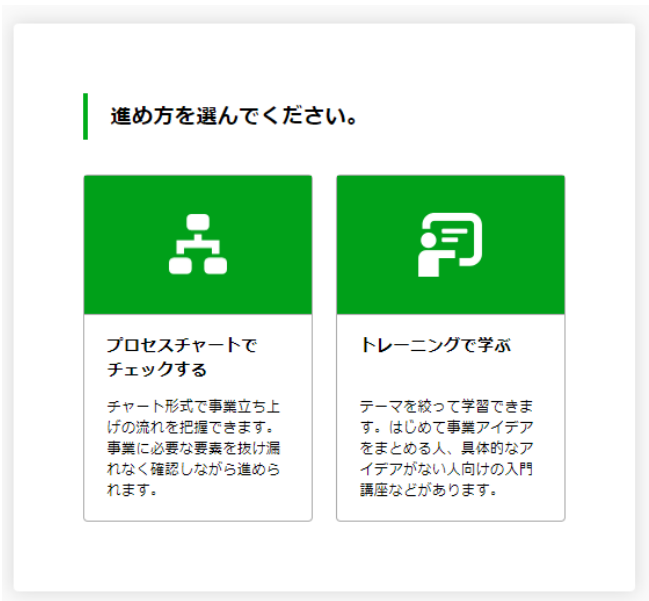 進め方を選んでください。
プロセスチャートで
チェックする
チャート形式で事業立ち上
げの流れを把握できます。
事業に必要な要素を抜け漏
れなく確認しながら進めら
れます。
トレーニングで学ぶ
テーマを絞って学習できま
す。はじめて事業アイデア
をまとめる人、具体的なア
イデアがない人向けの入門
講座などがあります。